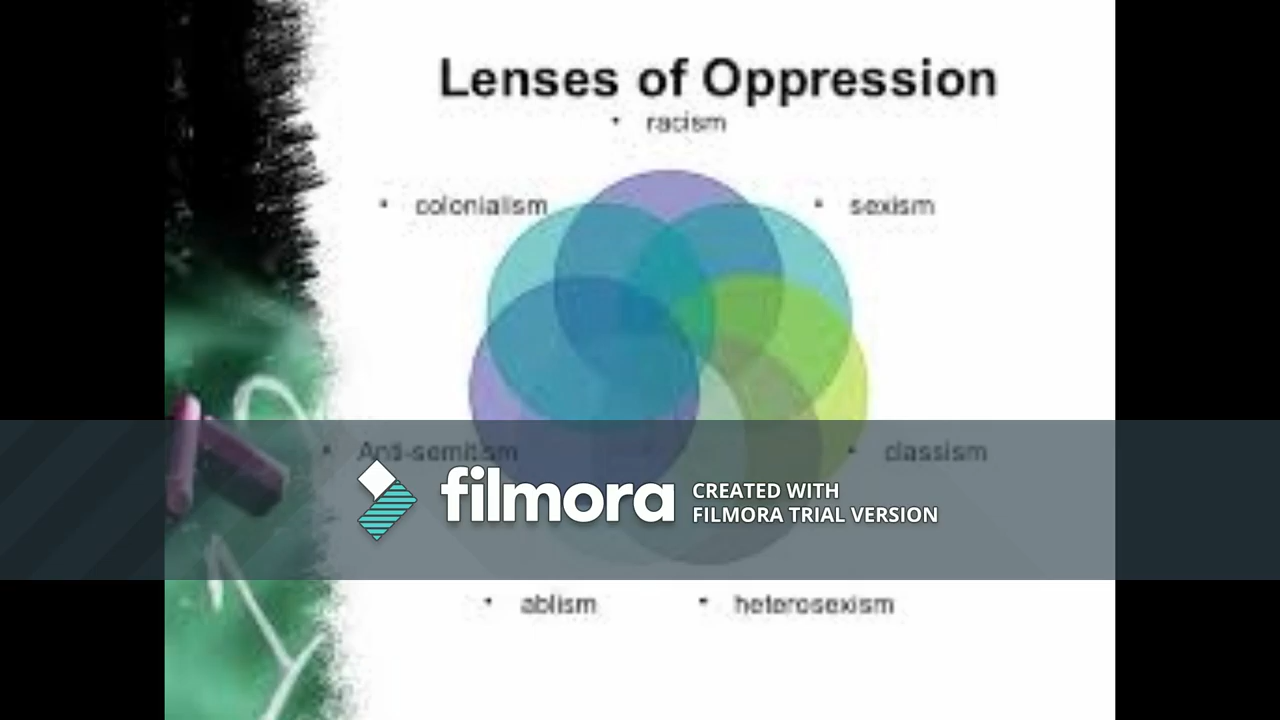 Lenses of Oppression
• racism
• colonialism
• sexism
• Anti-semitism
• classism
filmora
CREATED WITH
FILMORA TRIAL VERSION
• ablism
• heterosexism